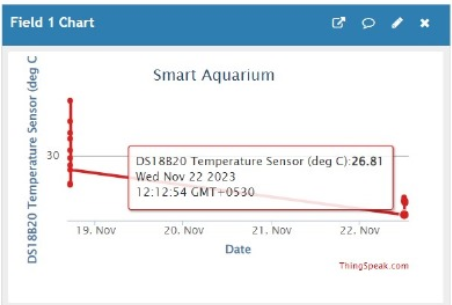 Field 1 Chart
Smart Aquarium
DS18B20 Temperature Sensor (deg C
30
DS18B20 Temperature Sensor (deg C):26.81
Wed Nov 22 2023
12:12:54 GMT+0530
19. Nov 20. Nov 21. Nov 22. Nov
Date
ThingSpeak.com